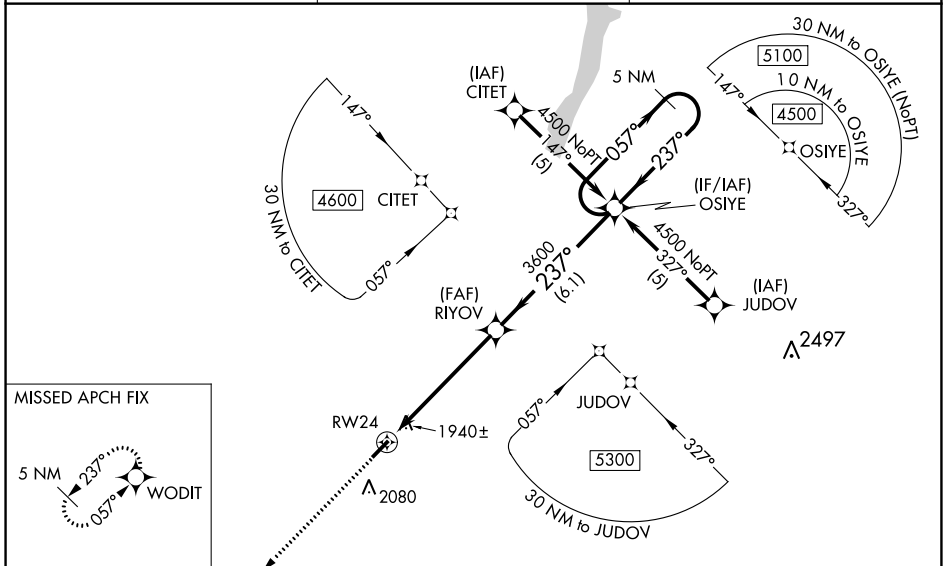 30 NM to OSIYE (NoPT)
5100
10 NM to OSIYE
4500
147°
OSIYE
327°
(IAF)
CITET
5 NM
4500 NoPT
147°
(5)
057°
237°
(IF/IAF)
OSIYE
147°
4600
CITET
057°
30 NM to CITET
4500 NoPT
327°
(5)
(IAF)
JUDOV
3600
237°
(6.1)
(FAF)
RIYOV
2497
RW24
1940±
2080
057°
JUDOV
327°
5300
30 NM to JUDOV
MISSED APCH FIX
5 NM
237°
057°
WODIT